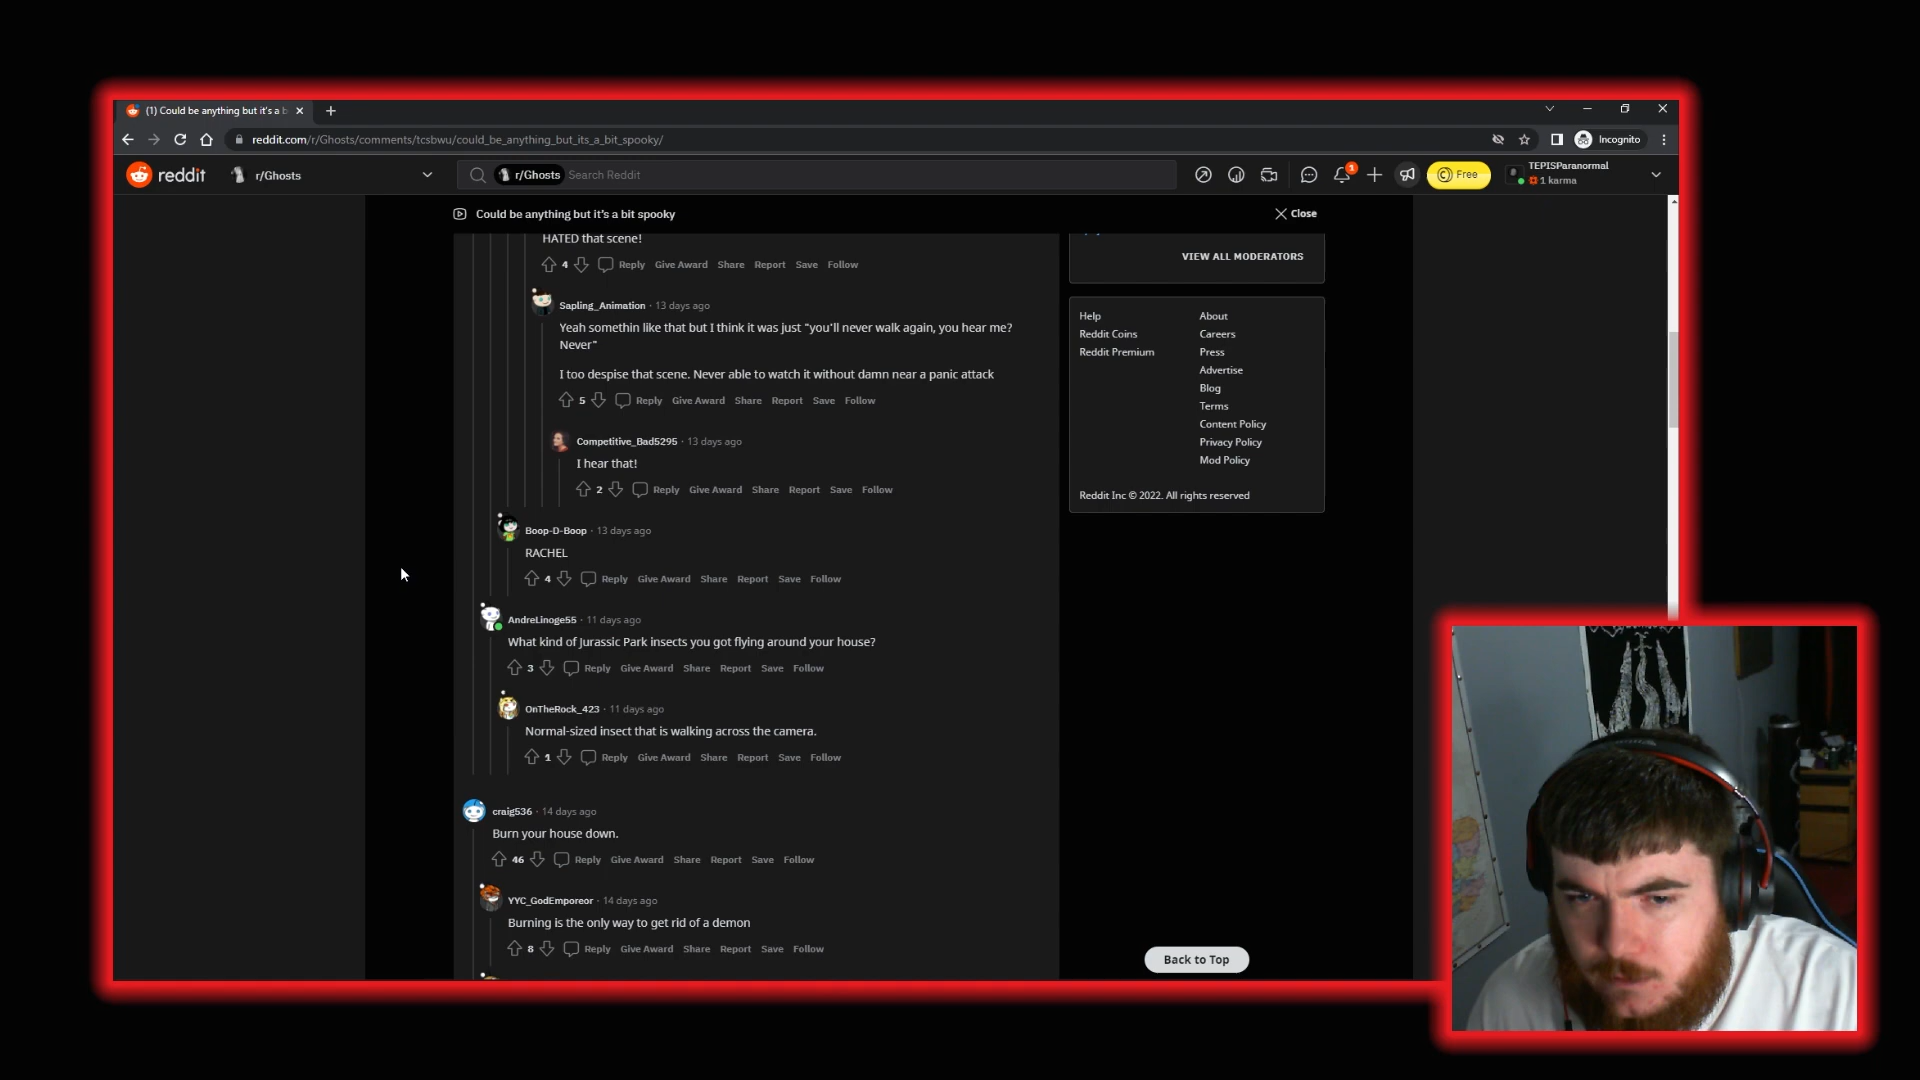 (1) Could be anything but it's a b
reddit.com/r/Ghosts/comments/tcsbwu/could_be_anything_but_its_a_bit_spooky/
Incognito
reddit
r/Ghosts
r/Ghosts Search Reddit
1
Free
TEPISParanormal
1 karma
Could be anything but it's a bit spooky
Close
HATED that scene!
4 Reply Give Award Share Report Save Follow
Sapling_Animation · 13 days ago
Yeah somethin like that but I think it was just "you'll never walk again, you hear me?
Never"
I too despise that scene. Never able to watch it without damn near a panic attack
5 Reply Give Award Share Report Save Follow
Competitive_Bad5295 · 13 days ago
I hear that!
2 Reply Give Award Share Report Save Follow
Boop-D-Boop · 13 days ago
RACHEL
4 Reply Give Award Share Report Save Follow
AndreLinoge55 · 11 days ago
What kind of Jurassic Park insects you got flying around your house?
3 Reply Give Award Share Report Save Follow
OnTheRock_423 · 11 days ago
Normal-sized insect that is walking across the camera.
1 Reply Give Award Share Report Save Follow
craig536 · 14 days ago
Burn your house down.
46 Reply Give Award Share Report Save Follow
YYC_GodEmporeor · 14 days ago
Burning is the only way to get rid of a demon
8 Reply Give Award Share Report Save Follow
VIEW ALL MODERATORS
Help
Reddit Coins
Reddit Premium
About
Careers
Press
Advertise
Blog
Terms
Content Policy
Privacy Policy
Mod Policy
Reddit Inc © 2022. All rights reserved
Back to Top